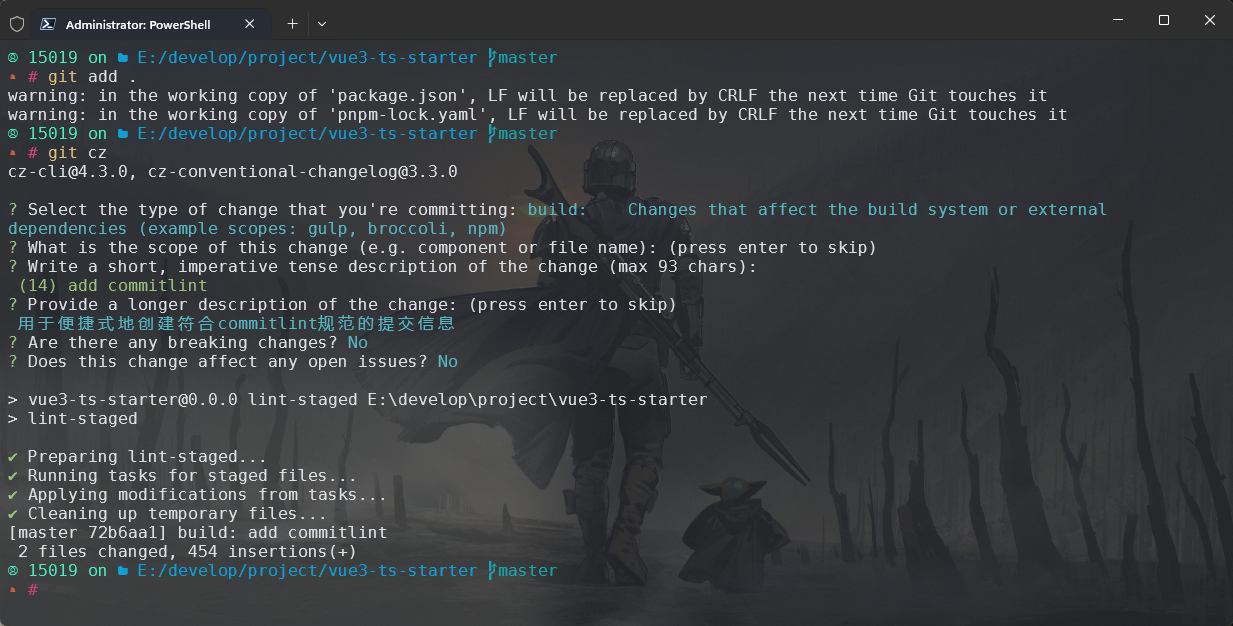 Administrator: PowerShell
15019 on E:/develop/project/vue3-ts-starter master
# git add .
warning: in the working copy of 'package.json', LF will be replaced by CRLF the next time Git touches it
warning: in the working copy of 'pnpm-lock.yaml', LF will be replaced by CRLF the next time Git touches it
15019 on E:/develop/project/vue3-ts-starter master
# git cz
cz-cli@4.3.0, cz-conventional-changelog@3.3.0
? Select the type of change that you're committing: build:    Changes that affect the build system or external
dependencies (example scopes: gulp, broccoli, npm)
? What is the scope of this change (e.g. component or file name): (press enter to skip)
? Write a short, imperative tense description of the change (max 93 chars):
(14) add commitlint
? Provide a longer description of the change: (press enter to skip)
用于便捷式地创建符合commitlint规范的提交信息
? Are there any breaking changes? No
? Does this change affect any open issues? No
> vue3-ts-starter@0.0.0 lint-staged E:\develop\project\vue3-ts-starter
> lint-staged
✔ Preparing lint-staged...
✔ Running tasks for staged files...
✔ Applying modifications from tasks...
✔ Cleaning up temporary files...
[master 72b6aa1] build: add commitlint
2 files changed, 454 insertions(+)
15019 on E:/develop/project/vue3-ts-starter master
#